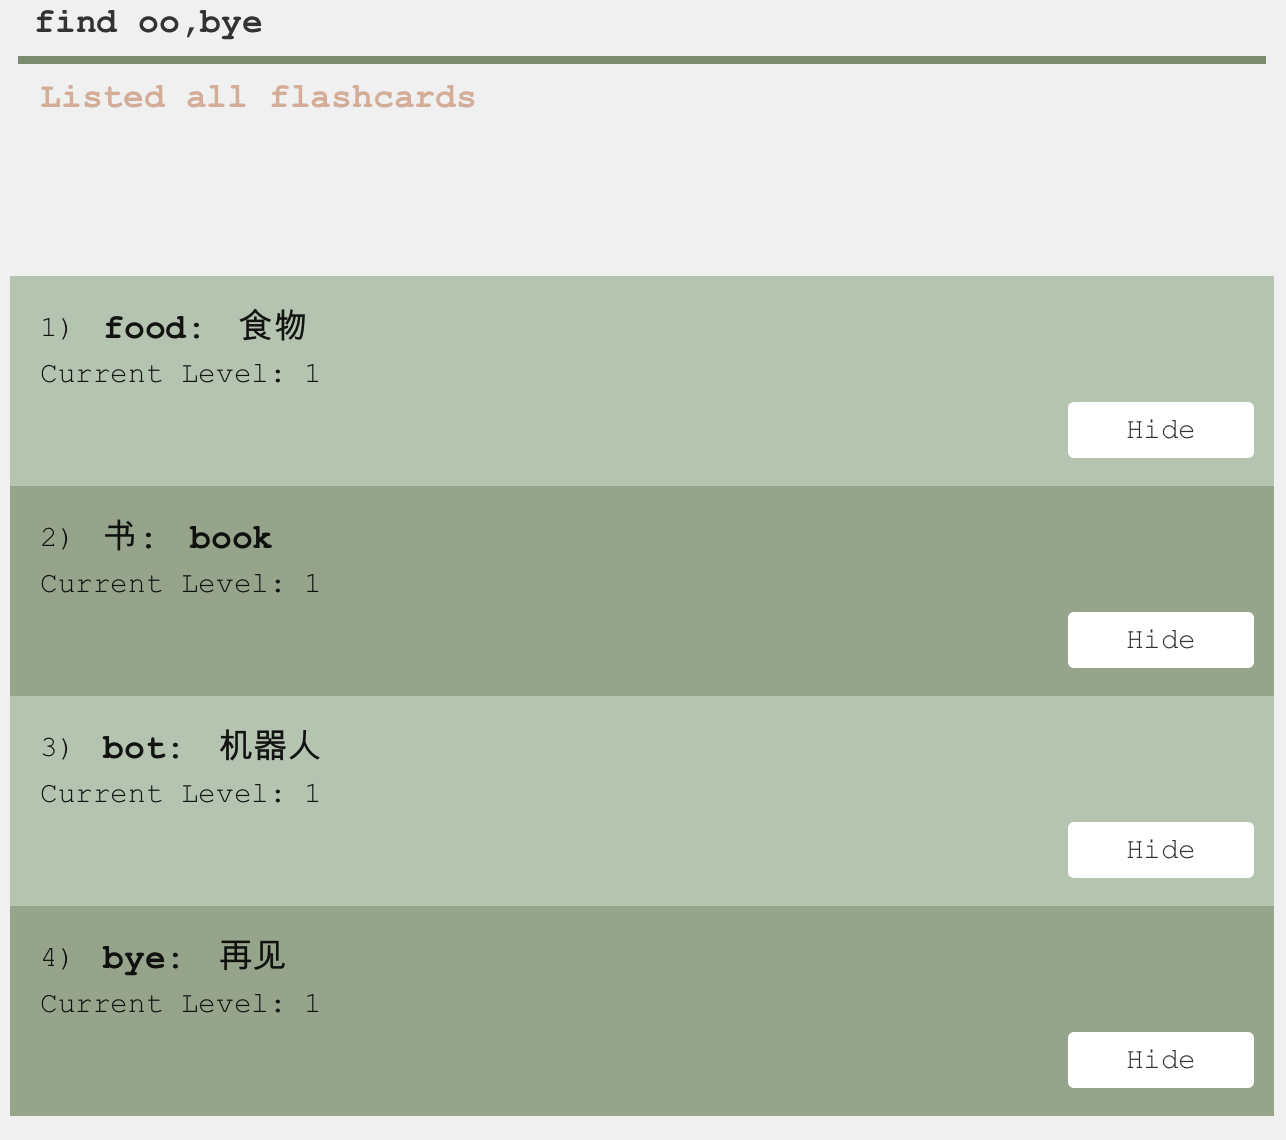 find oo,bye
Listed all flashcards
1) food: 食物
Current Level: 1
Hide
2) 书: book
Current Level: 1
Hide
3) bot: 机器人
Current Level: 1
Hide
4) bye: 再见
Current Level: 1
Hide